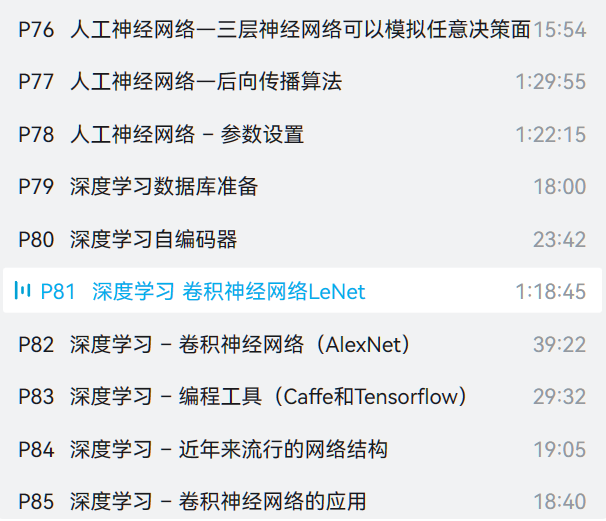 P76 人工神经网络—三层神经网络可以模拟任意决策面 15:54
P77 人工神经网络—后向传播算法 1:29:55
P78 人工神经网络 - 参数设置 1:22:15
P79 深度学习数据库准备 18:00
P80 深度学习自编码器 23:42
P81 深度学习 卷积神经网络LeNet 1:18:45
P82 深度学习 - 卷积神经网络（AlexNet） 39:22
P83 深度学习 - 编程工具（Caffe和Tensorflow） 29:32
P84 深度学习 - 近年来流行的网络结构 19:05
P85 深度学习 - 卷积神经网络的应用 18:40